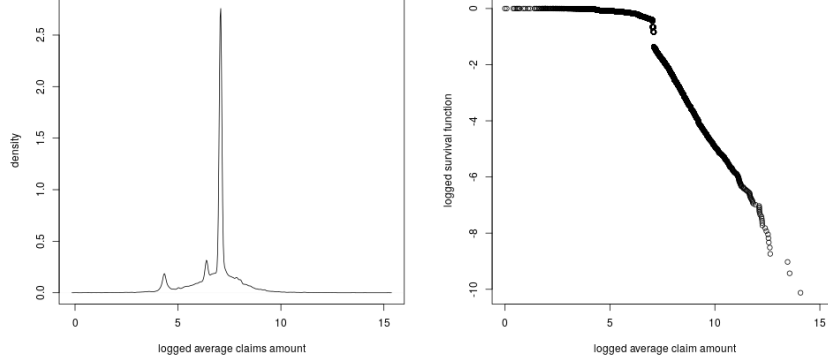 density
0.0
0.5
1.0
1.5
2.0
2.5
0 5 10 15
logged average claims amount
logged survival function
0
-2
-4
-6
-8
-10
0 5 10 15
logged average claim amount